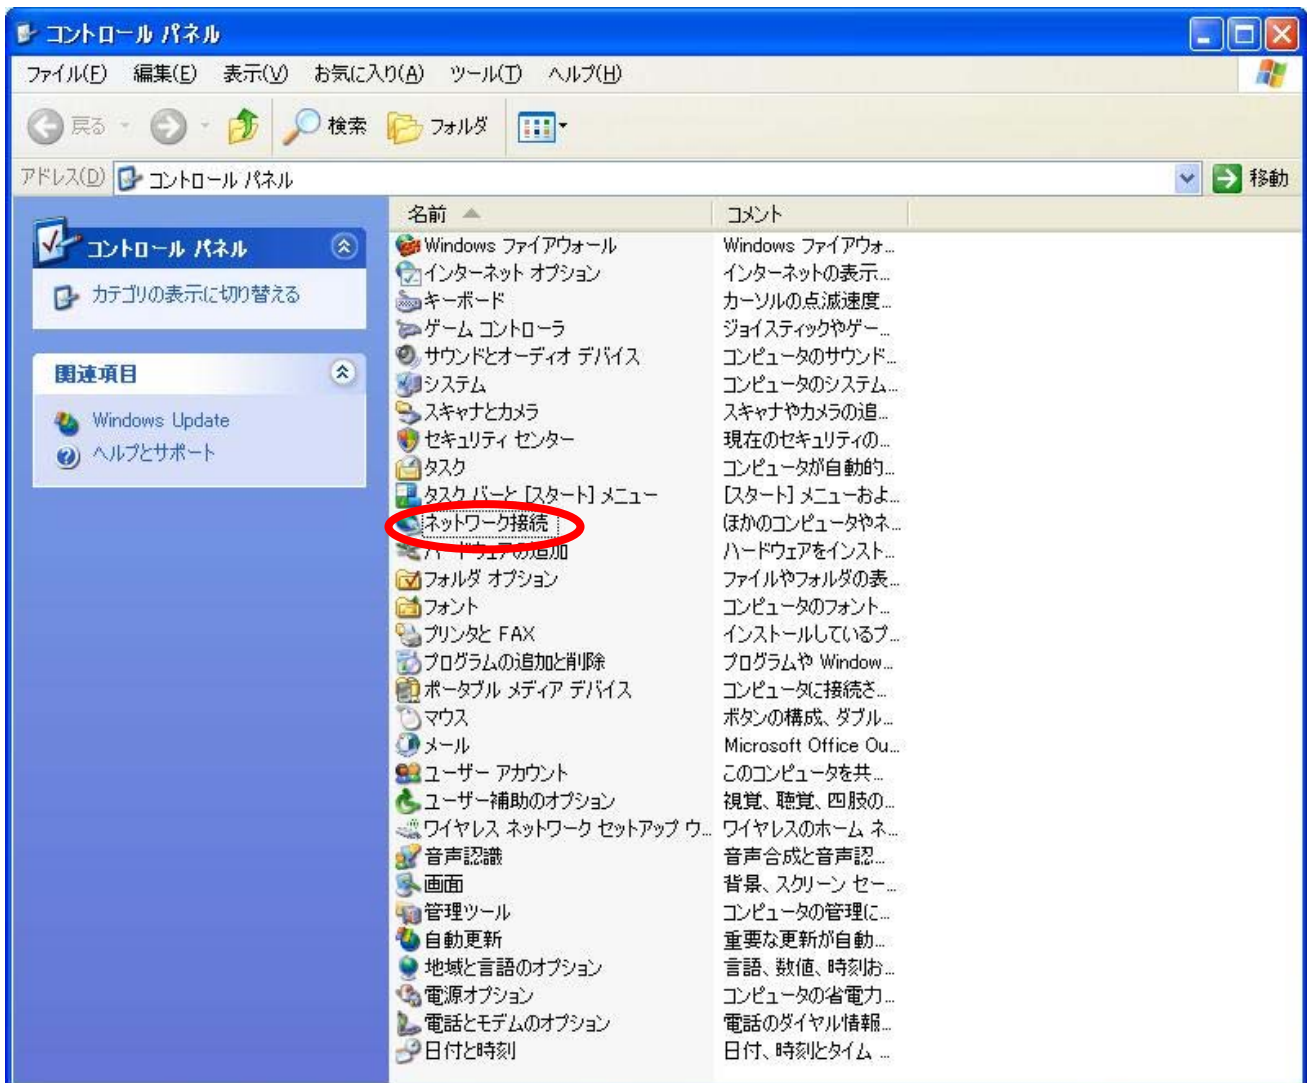 コントロール パネル
ファイル(F) 編集(E) 表示(V) お気に入り(A) ツール(T) ヘルプ(H)
戻る 検索 フォルダ
アドレス(D) コントロール パネル 移動
コントロール パネル
カテゴリの表示に切り替える
関連項目
Windows Update
ヘルプとサポート
名前 コメント
Windows ファイアウォール Windows ファイアウォ...
インターネット オプション インターネットの表示...
キーボード カーソルの点滅速度...
ゲーム コントローラ ジョイスティックやゲー...
サウンドとオーディオ デバイス コンピュータのサウンド...
システム コンピュータのシステム...
スキャナとカメラ スキャナやカメラの追...
セキュリティ センター 現在のセキュリティの...
タスク コンピュータが自動的...
タスク バーと [スタート] メニュー [スタート] メニューおよ...
ネットワーク接続 ほかのコンピュータやネ...
ハードウェアの追加 ハードウェアをインスト...
フォルダ オプション ファイルやフォルダの表...
フォント コンピュータのフォント...
プリンタと FAX インストールしているプ...
プログラムの追加と削除 プログラムや Window...
ポータブル メディア デバイス コンピュータに接続さ...
マウス ボタンの構成、ダブル...
メール Microsoft Office Ou...
ユーザー アカウント このコンピュータを共...
ユーザー補助のオプション 視覚、聴覚、四肢の...
ワイヤレス ネットワーク セットアップ ウ... ワイヤレスのホーム ネ...
音声認識 音声合成と音声認...
画面 背景、スクリーン セー...
管理ツール コンピュータの管理に...
自動更新 重要な更新が自動...
地域と言語のオプション 言語、数値、時刻お...
電源オプション コンピュータの省電力...
電話とモデムのオプション 電話のダイヤル情報...
日付と時刻 日付、時刻とタイム ...